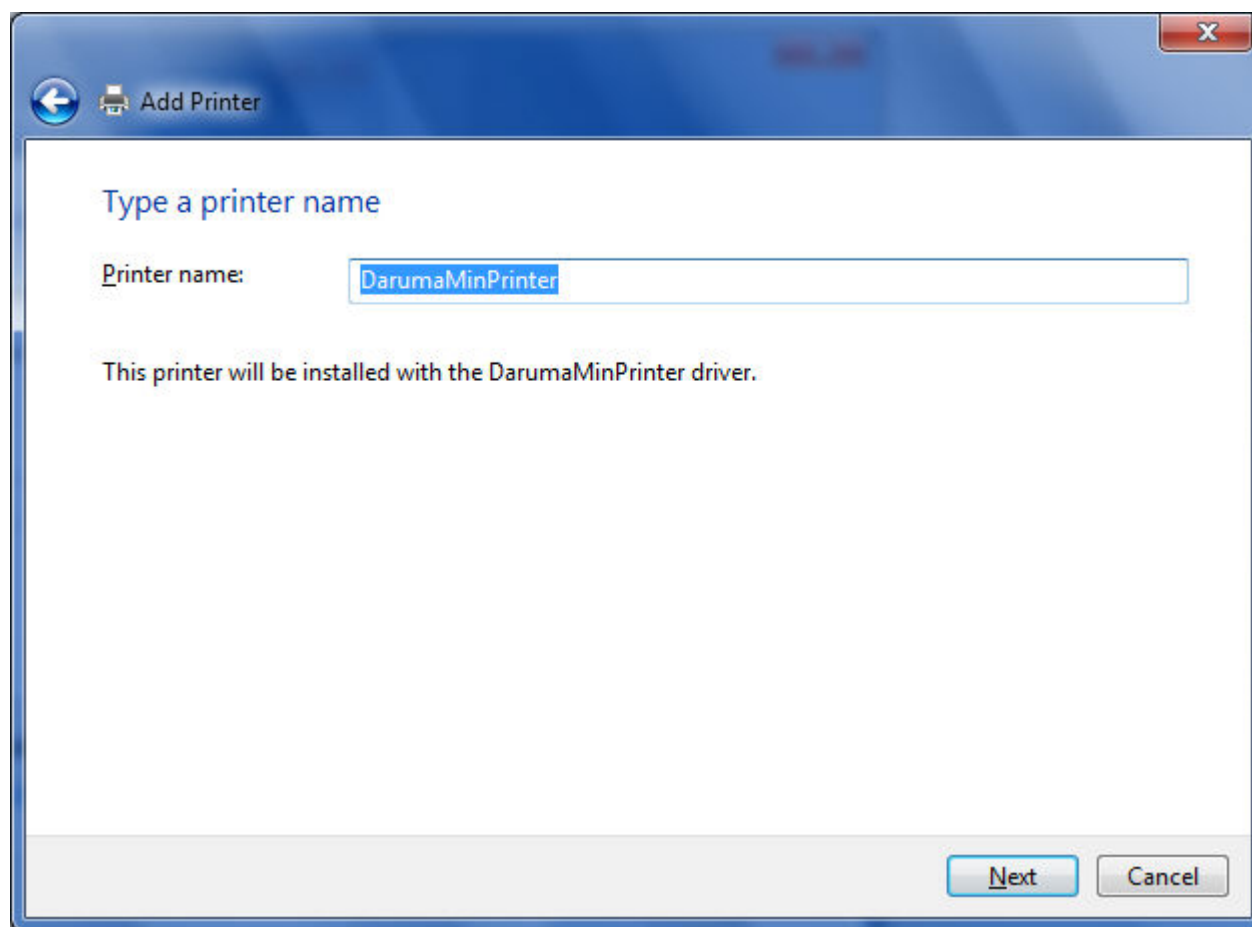 Add Printer
Type a printer name
Printer name: DarumaMinPrinter
This printer will be installed with the DarumaMinPrinter driver.
Next Cancel